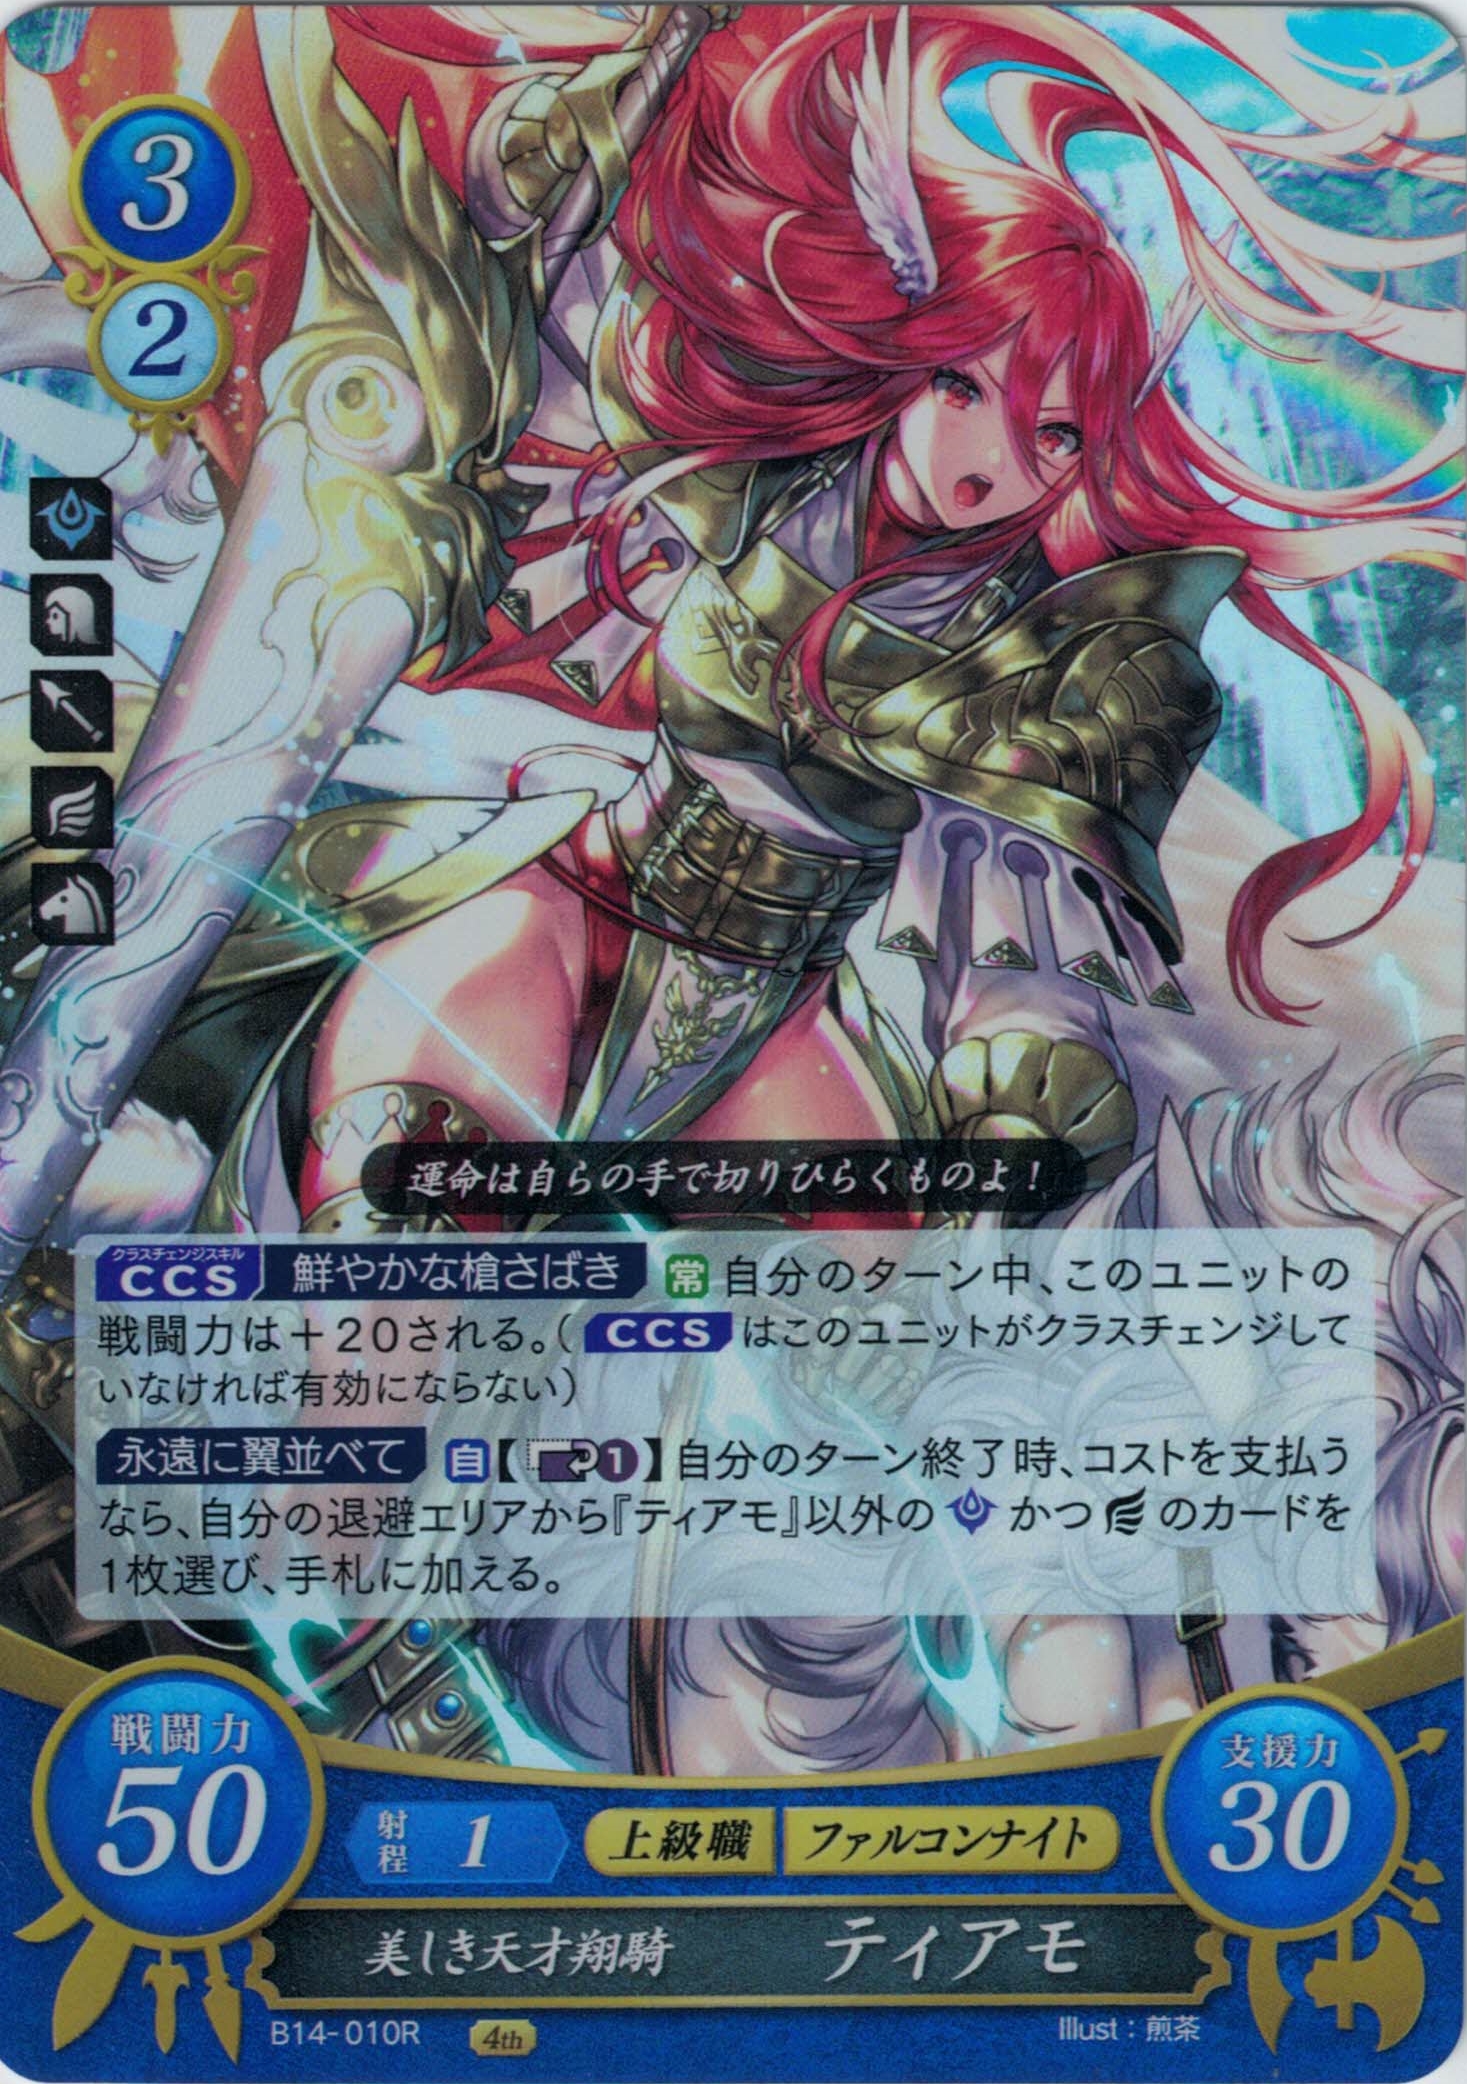 3
2
運命は自らの手で切りひらくものよ！
クラスチェンジスキル
CCS 鮮やかな槍さばき 常 自分のターン中、このユニットの
戦闘力は＋20される。（CCSはこのユニットがクラスチェンジして
いなければ有効にならない）
永遠に翼並べて 自【1】自分のターン終了時、コストを支払う
なら、自分の退避エリアから『ティアモ』以外の かつ のカードを
1枚選び、手札に加える。
戦闘力
50
射程 1
上級職 ファルコンナイト
支援力
30
美しき天才翔騎 ティアモ
B14-010R 4th Illust：煎茶